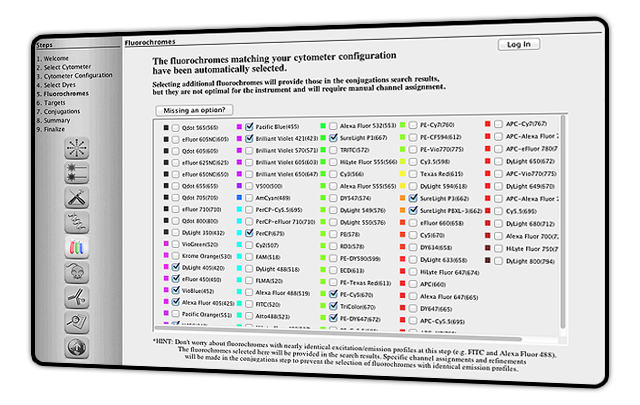 Steps
1. Welcome
2. Select Cytometer
3. Cytometer Configuration
4. Select Dyes
5. Fluorochromes
6. Targets
7. Conjugations
8. Summary
9. Finalize
Fluorochromes
Log In
The fluorochromes matching your cytometer configuration
have been automatically selected.
Selecting additional fluorochromes will provide those in the conjugations search results,
but they are not optimal for the instrument and will require manual channel assignment.
Missing an option?
Qdot 565(565)
eFluor 605NC(605)
Qdot 605(605)
eFluor 625NC(625)
eFluor 650NC(650)
Qdot 655(655)
Qdot 705(705)
eFluor 710(710)
Qdot 800(804)
DyLight 350(432)
VioGreen(520)
Krome Orange(530)
DyLight 405(420)
eFluor 450(450)
VioBlue(452)
Alexa Fluor 405(425)
Pacific Orange(551)
Pacific Blue(455)
Brilliant Violet 421(423)
Brilliant Violet 570(571)
Brilliant Violet 605(603)
Brilliant Violet 650(647)
V500(500)
AmCyan(489)
PerCP-Cy5.5(695)
PerCP-eFluor 710(730)
PerCP(675)
Cy2(507)
FAM(518)
DyLight 488(518)
FLMA(520)
Alexa Fluor 488(519)
FITC(520)
Atto488(523)
Alexa Fluor 532(553)
SureLight P1(667)
TRITC(572)
HiLyte Fluor 555(566)
Cy3(566)
Alexa Fluor 555(565)
DY547(574)
DyLight 549(576)
DyLight 550(576)
PE(578)
RD0(578)
PE-DY590(599)
ECD(613)
PE-Texas Red(613)
PE-Cy5(670)
TriColor(670)
PE-DY647(672)
PE-Cy7(760)
PE-CF594(612)
PE-Vio770(775)
Cy3.5(598)
Texas Red(615)
DyLight 594(618)
SureLight P3(662)
SureLight PBXL-3(662)
eFluor 660(658)
Cy5(670)
DY634(658)
DyLight 633(658)
HiLyte Fluor 647(674)
APC(660)
Alexa Fluor 647(665)
DY647(665)
APC-Cy5.5(695)
APC-Cy7(767)
APC-Alexa Fluor
APC-eFluor 780(7
DyLight 650(672)
APC-Vio770(775)
DyLight 649(670)
APC-Alexa Fluor
DyLight 680(715
Cy5.5(695)
DyLight 680(712)
Alexa Fluor 700(7
HiLyte Fluor 750(7
DyLight 800(794)
*HINT: Don't worry about fluorochromes with nearly identical excitation/emission profiles at this step (e.g. FITC and Alexa Fluor 488).
The fluorochromes selected here will be provided in the search results. Specific channel assignments and refinements
will be made in the conjugations step to prevent the selection of fluorochromes with identical emission profiles.